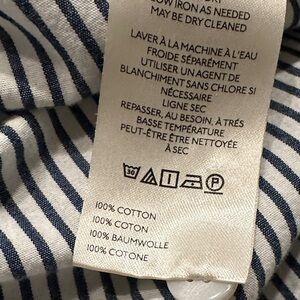 LOW IRON AS NEEDED
MAY BE DRY CLEANED
LAVER À LA MACHINE À L'EAU
FROIDE SÉPARÉMENT
UTILISER UN AGENT DE
BLANCHIMENT SANS CHLORE SI
NÉCESSAIRE
LIGNE SEC
REPASSER, AU BESOIN, À TRÈS
BASSE TEMPÉRATURE
PEUT-ÊTRE ÊTRE NETTOYÉE
À SEC
30 P
100% COTTON
100% COTON
100% BAUMWOLLE
100% COTONE